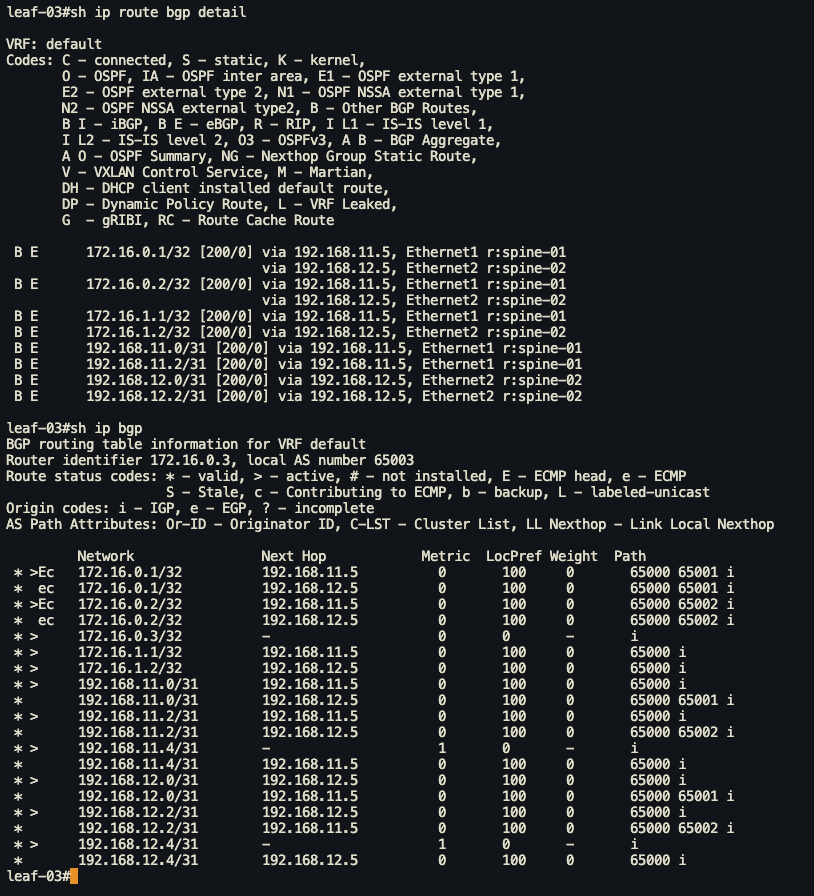 leaf-03#sh ip route bgp detail

VRF: default
Codes: C - connected, S - static, K - kernel,
       O - OSPF, IA - OSPF inter area, E1 - OSPF external type 1,
       E2 - OSPF external type 2, N1 - OSPF NSSA external type 1,
       N2 - OSPF NSSA external type2, B - Other BGP Routes,
       B I - iBGP, B E - eBGP, R - RIP, I L1 - IS-IS level 1,
       I L2 - IS-IS level 2, O3 - OSPFv3, A B - BGP Aggregate,
       A O - OSPF Summary, NG - Nexthop Group Static Route,
       V - VXLAN Control Service, M - Martian,
       DH - DHCP client installed default route,
       DP - Dynamic Policy Route, L - VRF Leaked,
       G  - gRIBI, RC - Route Cache Route

 B E      172.16.0.1/32 [200/0] via 192.168.11.5, Ethernet1 r:spine-01
                                via 192.168.12.5, Ethernet2 r:spine-02
 B E      172.16.0.2/32 [200/0] via 192.168.11.5, Ethernet1 r:spine-01
                                via 192.168.12.5, Ethernet2 r:spine-02
 B E      172.16.1.1/32 [200/0] via 192.168.11.5, Ethernet1 r:spine-01
 B E      172.16.1.2/32 [200/0] via 192.168.12.5, Ethernet2 r:spine-02
 B E      192.168.11.0/31 [200/0] via 192.168.11.5, Ethernet1 r:spine-01
 B E      192.168.11.2/31 [200/0] via 192.168.11.5, Ethernet1 r:spine-01
 B E      192.168.12.0/31 [200/0] via 192.168.12.5, Ethernet2 r:spine-02
 B E      192.168.12.2/31 [200/0] via 192.168.12.5, Ethernet2 r:spine-02

leaf-03#sh ip bgp
BGP routing table information for VRF default
Router identifier 172.16.0.3, local AS number 65003
Route status codes: * - valid, > - active, # - not installed, E - ECMP head, e - ECMP
                    S - Stale, c - Contributing to ECMP, b - backup, L - labeled-unicast
Origin codes: i - IGP, e - EGP, ? - incomplete
AS Path Attributes: Or-ID - Originator ID, C-LST - Cluster List, LL Nexthop - Link Local Nexthop

         Network                Next Hop            Metric  LocPref Weight  Path
 * >Ec   172.16.0.1/32          192.168.11.5          0       100    0       65000 65001 i
 *  ec   172.16.0.1/32          192.168.12.5          0       100    0       65000 65001 i
 * >Ec   172.16.0.2/32          192.168.11.5          0       100    0       65000 65002 i
 *  ec   172.16.0.2/32          192.168.12.5          0       100    0       65000 65002 i
 * >     172.16.0.3/32          -                     0       0      -       i
 * >     172.16.1.1/32          192.168.11.5          0       100    0       65000 i
 * >     172.16.1.2/32          192.168.12.5          0       100    0       65000 i
 * >     192.168.11.0/31        192.168.11.5          0       100    0       65000 i
 *       192.168.11.0/31        192.168.12.5          0       100    0       65000 65001 i
 * >     192.168.11.2/31        192.168.11.5          0       100    0       65000 i
 *       192.168.11.2/31        192.168.12.5          0       100    0       65000 65002 i
 * >     192.168.11.4/31        -                     1       0      -       i
 *       192.168.11.4/31        192.168.11.5          0       100    0       65000 i
 * >     192.168.12.0/31        192.168.12.5          0       100    0       65000 i
 *       192.168.12.0/31        192.168.11.5          0       100    0       65000 65001 i
 * >     192.168.12.2/31        192.168.12.5          0       100    0       65000 i
 *       192.168.12.2/31        192.168.11.5          0       100    0       65000 65002 i
 * >     192.168.12.4/31        -                     1       0      -       i
 *       192.168.12.4/31        192.168.12.5          0       100    0       65000 i
leaf-03#